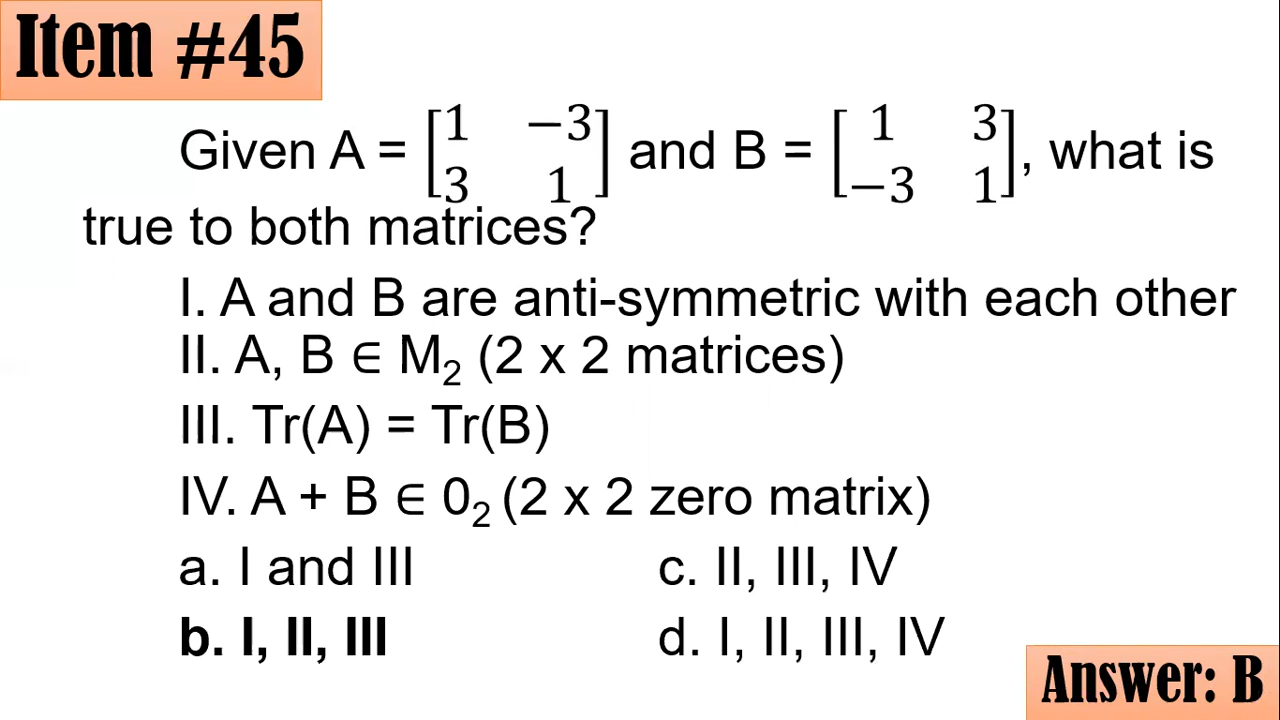 Item #45
Given A = [1 −3; 3 1] and B = [1 3; −3 1], what is
true to both matrices?
I. A and B are anti-symmetric with each other
II. A, B ∈ M₂ (2 x 2 matrices)
III. Tr(A) = Tr(B)
IV. A + B ∈ 0₂ (2 x 2 zero matrix)
a. I and III c. II, III, IV
b. I, II, III d. I, II, III, IV
Answer: B